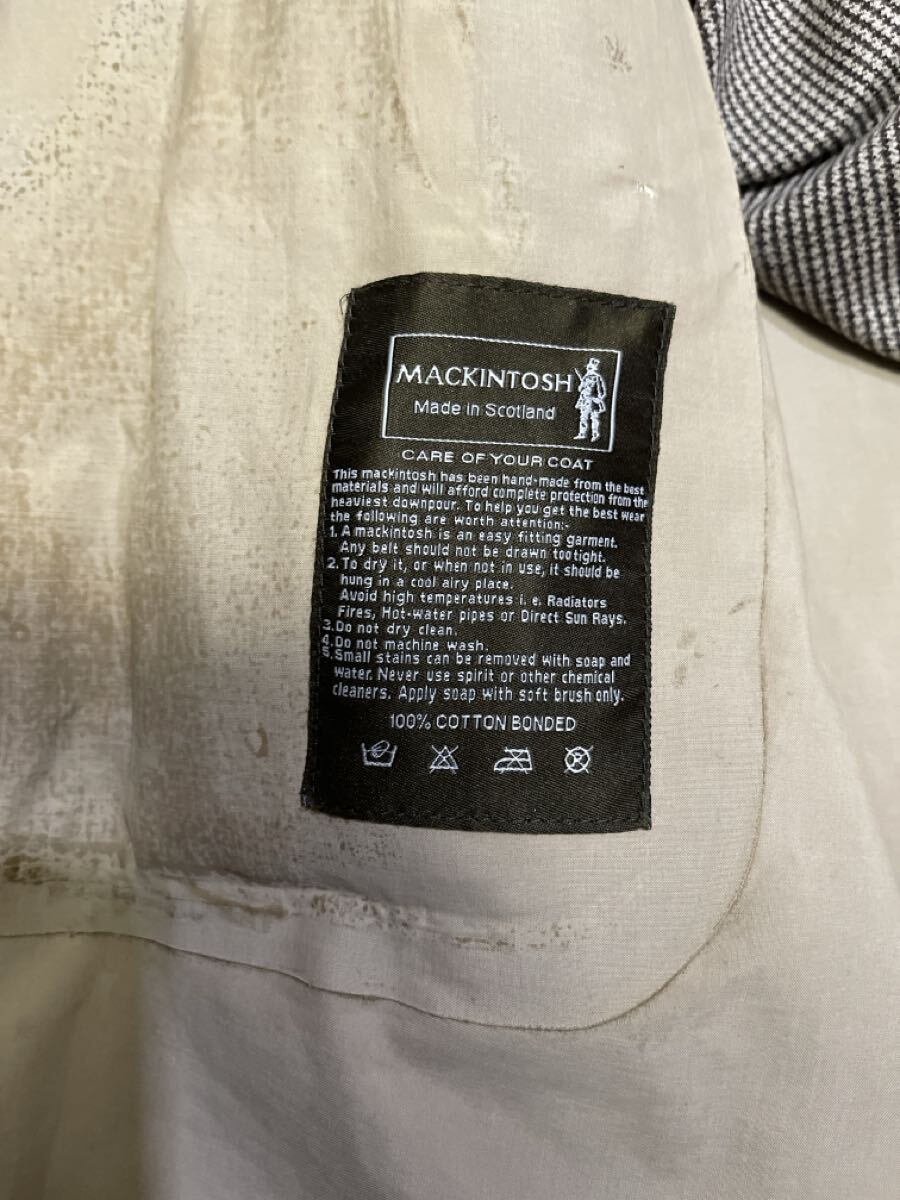 MACKINTOSH
Made in Scotland
CARE OF YOUR COAT
This mackintosh has been hand-made from the best
materials and will afford complete protection from the
heaviest downpour. To help you get the best wear
the following are worth attention:-
1. A mackintosh is an easy fitting garment.
Any belt should not be drawn too tight.
2. To dry it, or when not in use, it should be
hung in a cool airy place.
Avoid high temperatures i. e. Radiators
Fires, Hot-water pipes or Direct Sun Rays.
3. Do not dry clean.
4. Do not machine wash.
5. Small stains can be removed with soap and
water. Never use spirit or other chemical
cleaners. Apply soap with soft brush only.
100% COTTON BONDED